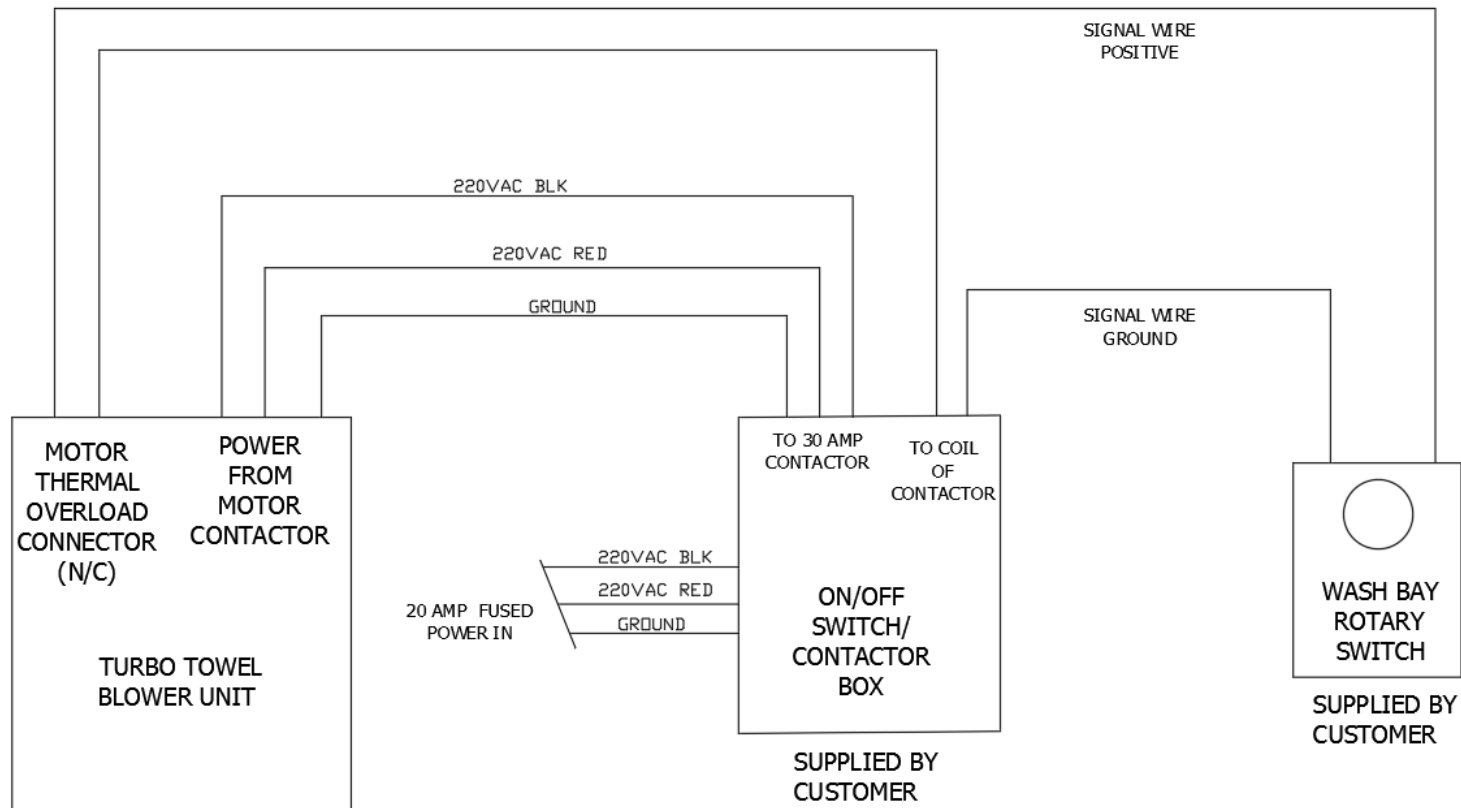 SIGNAL WIRE
POSITIVE
220VAC BLK
220VAC RED
GROUND
SIGNAL WIRE
GROUND
MOTOR
THERMAL
OVERLOAD
CONNECTOR
(N/C)
POWER
FROM
MOTOR
CONTACTOR
TO 30 AMP
CONTACTOR
TO COIL
OF
CONTACTOR
220VAC BLK
220VAC RED
GROUND
20 AMP FUSED
POWER IN
ON/OFF
SWITCH/
CONTACTOR
BOX
WASH BAY
ROTARY
SWITCH
TURBO TOWEL
BLOWER UNIT
SUPPLIED BY
CUSTOMER
SUPPLIED BY
CUSTOMER